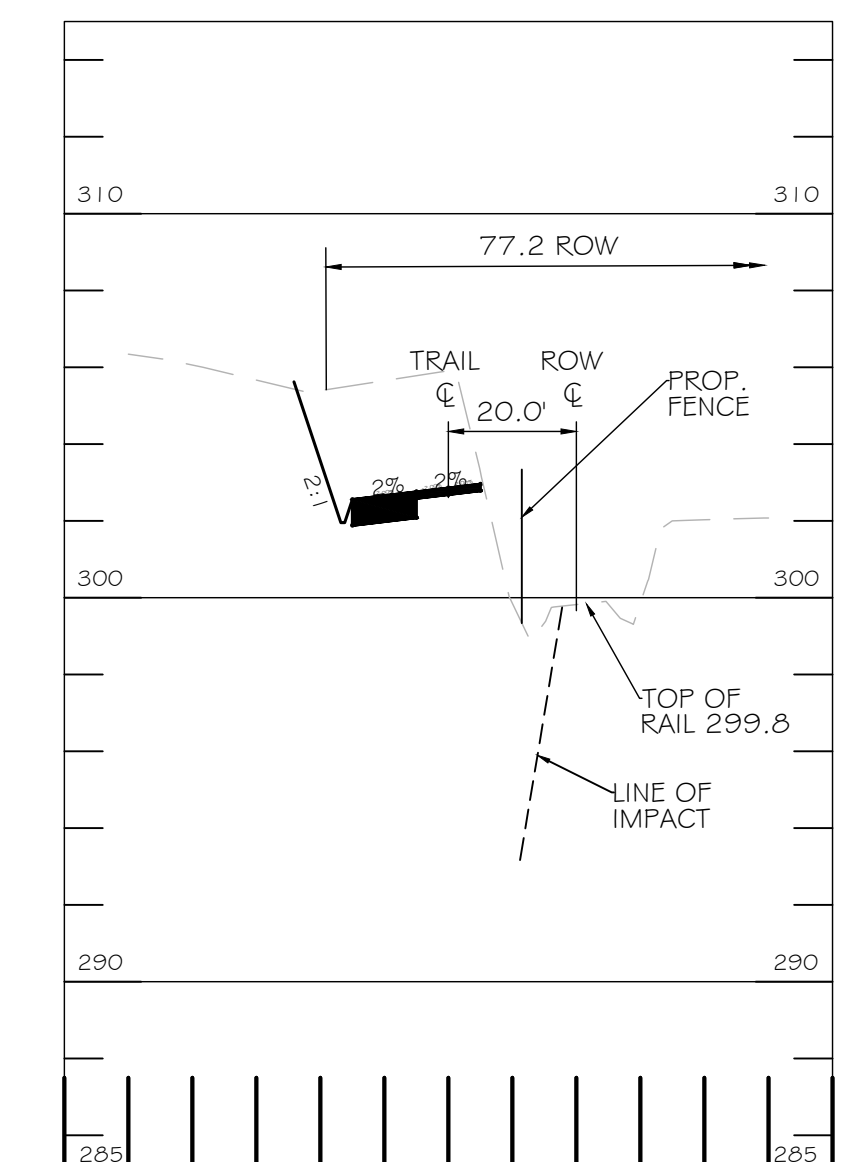 310 310
77.2 ROW
TRAIL ROW
℄ ℄
PROP.
FENCE
20.0'
2:1
2% 2%
300 300
TOP OF
RAIL 299.8
LINE OF
IMPACT
290 290
285 285